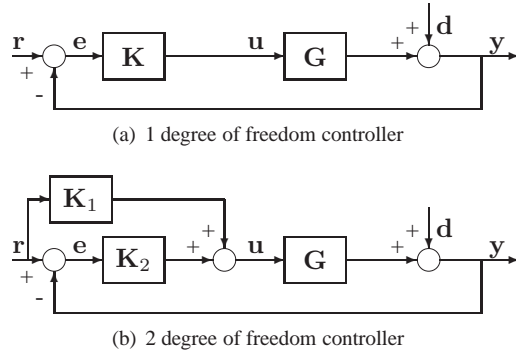 + d
r e K u G + y
+
-
(a) 1 degree of freedom controller
K₁
+ + d
r e K₂ + u G + y
+
-
(b) 2 degree of freedom controller